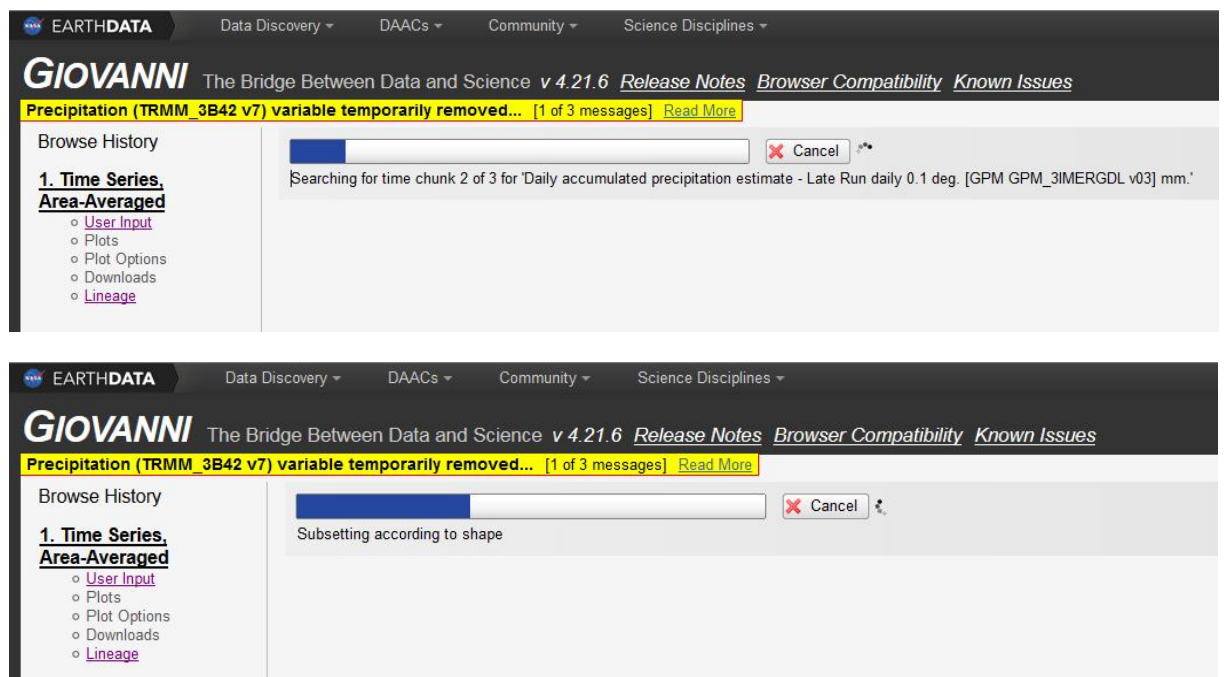 EARTHDATA Data Discovery DAACs Community Science Disciplines
GIOVANNI The Bridge Between Data and Science v 4.21.6 Release Notes Browser Compatibility Known Issues
Precipitation (TRMM_3B42 v7) variable temporarily removed... [1 of 3 messages] Read More
Browse History
Cancel
Searching for time chunk 2 of 3 for 'Daily accumulated precipitation estimate - Late Run daily 0.1 deg. [GPM GPM_3IMERGDL v03] mm.'
1. Time Series,
Area-Averaged
User Input
Plots
Plot Options
Downloads
Lineage
EARTHDATA Data Discovery DAACs Community Science Disciplines
GIOVANNI The Bridge Between Data and Science v 4.21.6 Release Notes Browser Compatibility Known Issues
Precipitation (TRMM_3B42 v7) variable temporarily removed... [1 of 3 messages] Read More
Browse History
Cancel
Subsetting according to shape
1. Time Series,
Area-Averaged
User Input
Plots
Plot Options
Downloads
Lineage